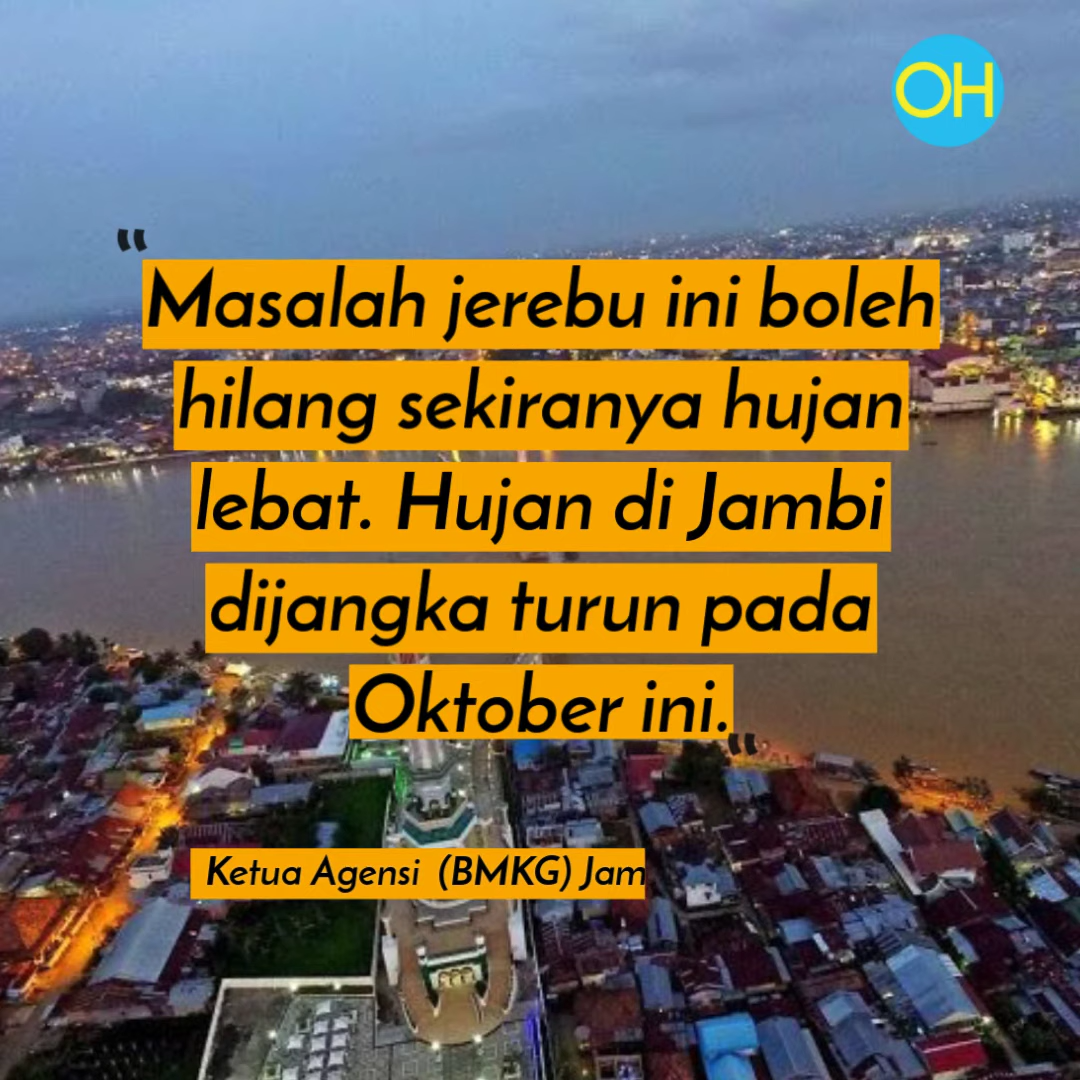 OH
"Masalah jerebu ini boleh
hilang sekiranya hujan
lebat. Hujan di Jambi
dijangka turun pada
Oktober ini."
Ketua Agensi (BMKG) Jam